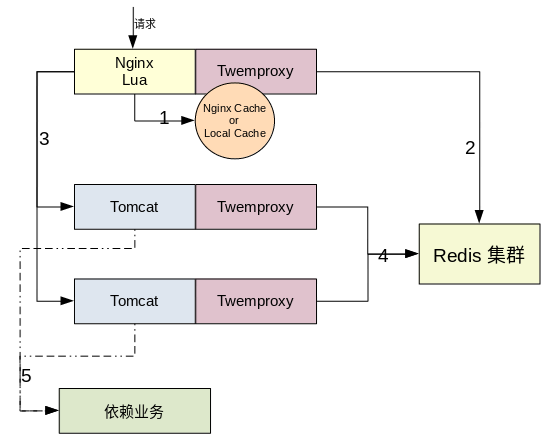 请求
Nginx
Lua
Twemproxy
1
Nginx Cache
or
Local Cache
2
3
Tomcat
Twemproxy
Redis 集群
4
Tomcat
Twemproxy
5
依赖业务